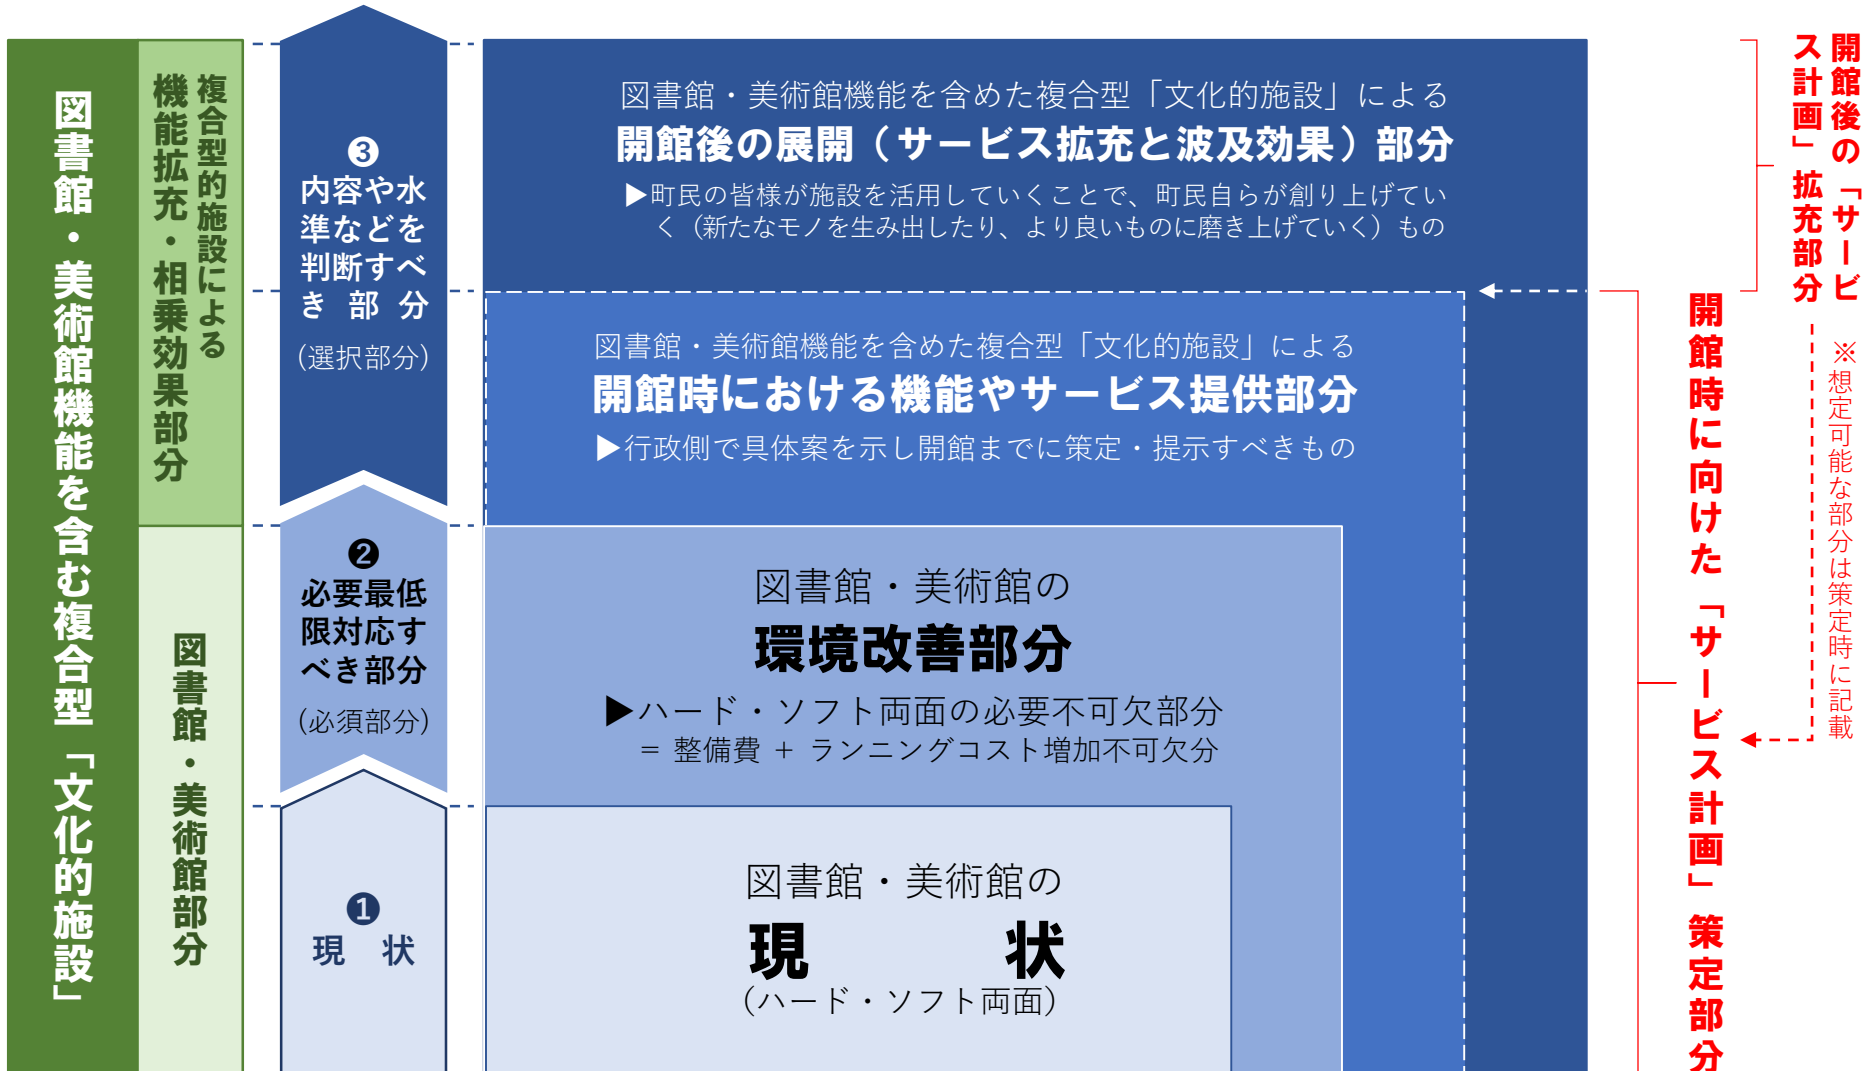 図書館・美術館機能を含む複合型「文化的施設」
複合型的施設による
機能拡充・相乗効果部分
図書館・美術館部分
❸
内容や水
準などを
判断すべ
き部分
(選択部分)
❷
必要最低
限対応す
べき部分
(必須部分)
❶
現状
図書館・美術館機能を含めた複合型「文化的施設」による
開館後の展開(サービス拡充と波及効果)部分
▶町民の皆様が施設を活用していくことで、町民自らが創り上げてい
く(新たなモノを生み出したり、より良いものに磨き上げていく)もの
図書館・美術館機能を含めた複合型「文化的施設」による
開館時における機能やサービス提供部分
▶行政側で具体案を示し開館までに策定・提示すべきもの
図書館・美術館の
環境改善部分
▶ハード・ソフト両面の必要不可欠部分
= 整備費 + ランニングコスト増加不可欠分
図書館・美術館の
現状
(ハード・ソフト両面)
開館後の「サービ
ス計画」拡充部分
※想定可能な部分は策定時に記載
開館時に向けた「サービス計画」策定部分